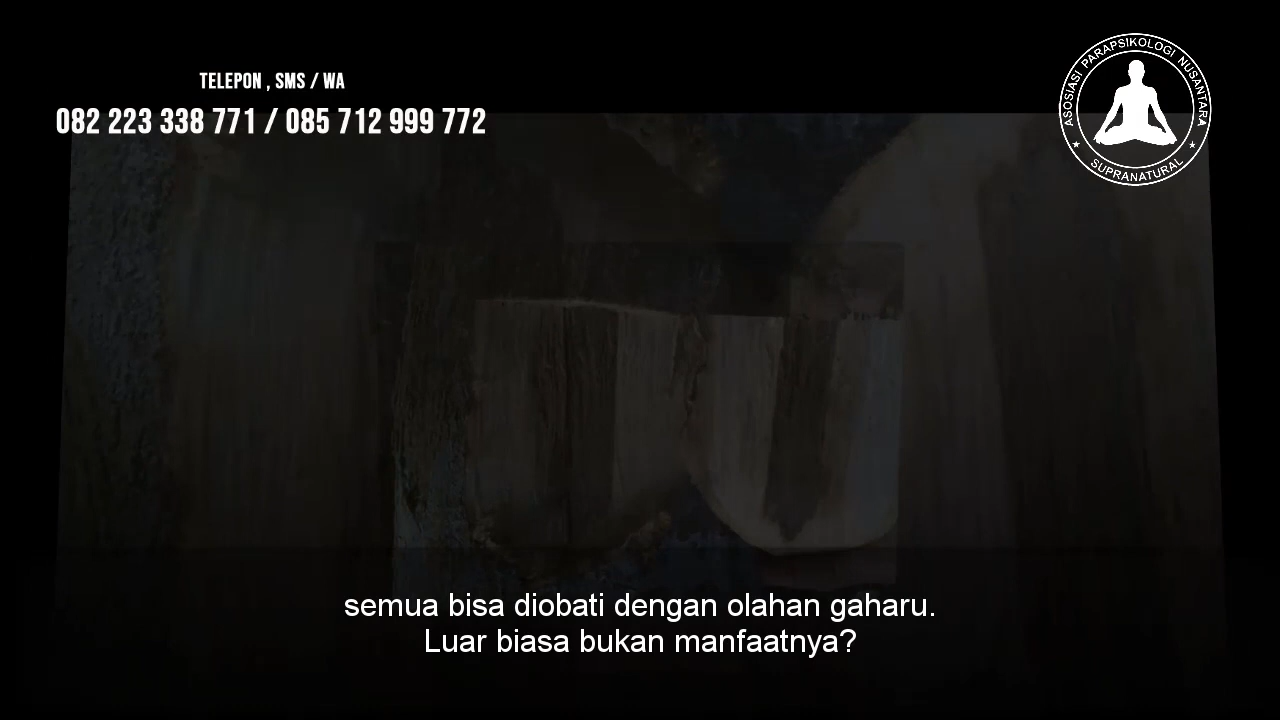 TELEPON , SMS / WA
082 223 338 771 / 085 712 999 772
ASOSIASI PARAPSIKOLOGI NUSANTARA
SUPRANATURAL
semua bisa diobati dengan olahan gaharu.
Luar biasa bukan manfaatnya?